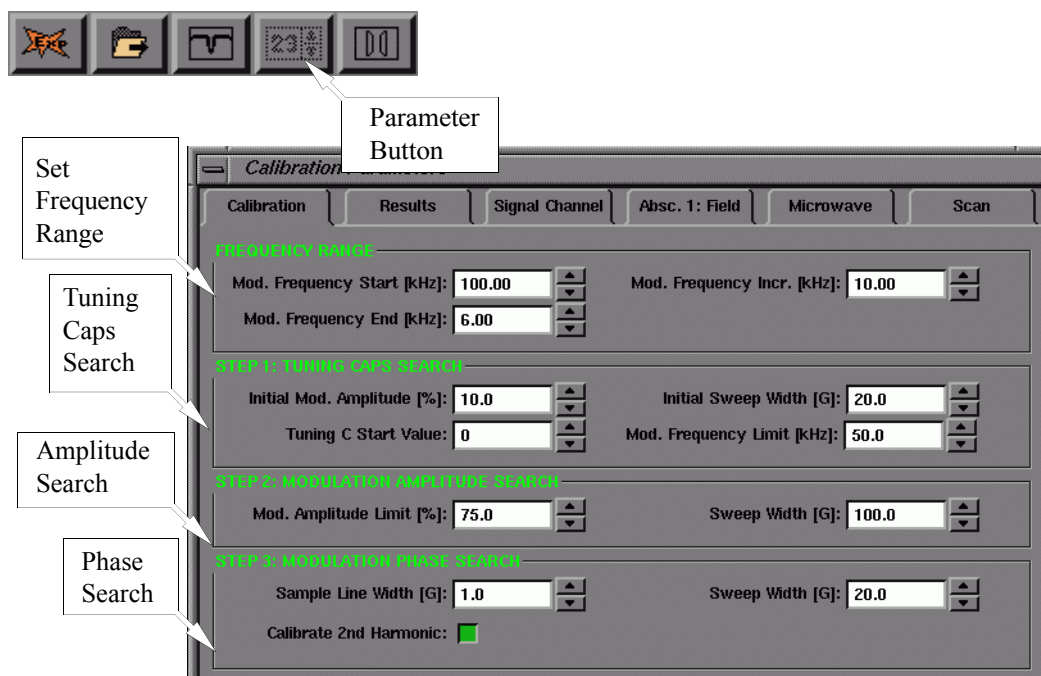 EXP
23
Parameter
Button
Set
Frequency
Range
Calibration
Calibration
Results
Signal Channel
Absc. 1: Field
Microwave
Scan
FREQUENCY RANGE
Mod. Frequency Start [kHz]: 100.00
Mod. Frequency Incr. [kHz]: 10.00
Mod. Frequency End [kHz]: 6.00
Tuning
Caps
Search
STEP 1: TUNING CAPS SEARCH
Initial Mod. Amplitude [%]: 10.0
Initial Sweep Width [G]: 20.0
Tuning C Start Value: 0
Mod. Frequency Limit [kHz]: 50.0
Amplitude
Search
STEP 2: MODULATION AMPLITUDE SEARCH
Mod. Amplitude Limit [%]: 75.0
Sweep Width [G]: 100.0
Phase
Search
STEP 3: MODULATION PHASE SEARCH
Sample Line Width [G]: 1.0
Sweep Width [G]: 20.0
Calibrate 2nd Harmonic: